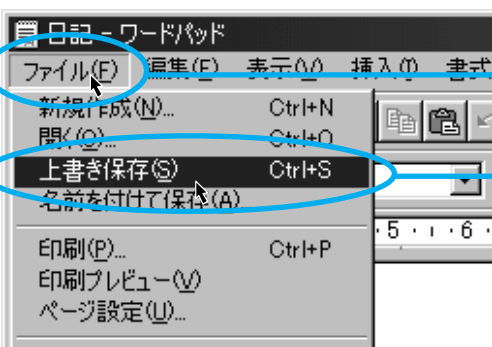 日記 - ワードパッド
ファイル(F) 編集(E) 表示(V) 挿入(I) 書式
新規作成(N)... Ctrl+N
開く(O)... Ctrl+O
上書き保存(S) Ctrl+S
名前を付けて保存(A)...
· 5 · ı · 6 ·
印刷(P)... Ctrl+P
印刷プレビュー(V)
ページ設定(U)...